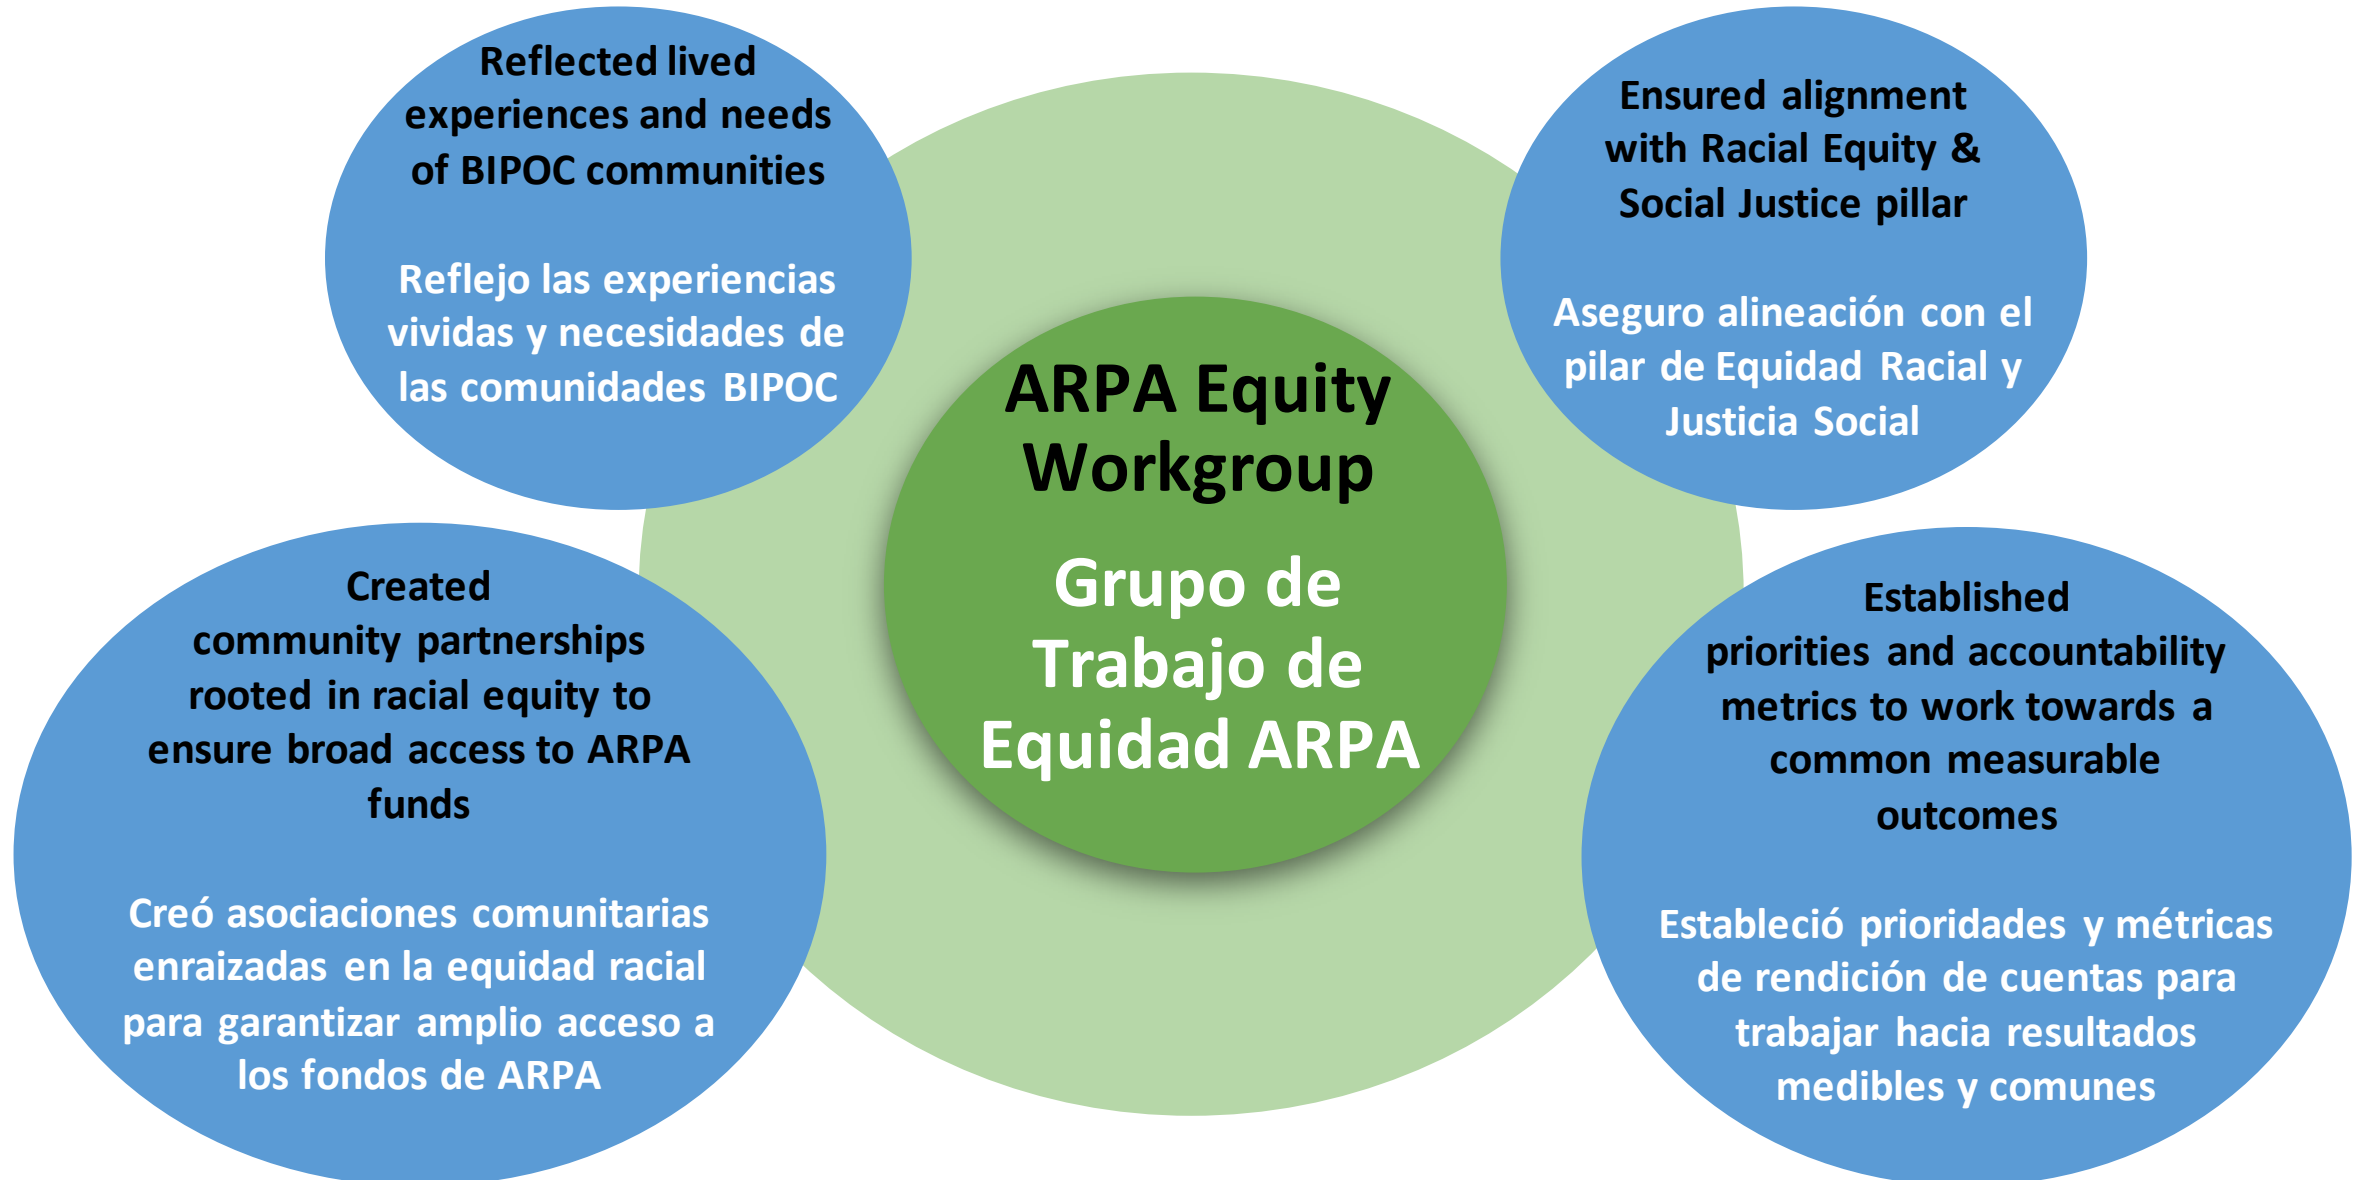 Reflected lived
experiences and needs
of BIPOC communities
Reflejo las experiencias
vividas y necesidades de
las comunidades BIPOC
Ensured alignment
with Racial Equity &
Social Justice pillar
Aseguro alineación con el
pilar de Equidad Racial y
Justicia Social
ARPA Equity
Workgroup
Grupo de
Trabajo de
Equidad ARPA
Created
community partnerships
rooted in racial equity to
ensure broad access to ARPA
funds
Creó asociaciones comunitarias
enraizadas en la equidad racial
para garantizar amplio acceso a
los fondos de ARPA
Established
priorities and accountability
metrics to work towards a
common measurable
outcomes
Estableció prioridades y métricas
de rendición de cuentas para
trabajar hacia resultados
medibles y comunes